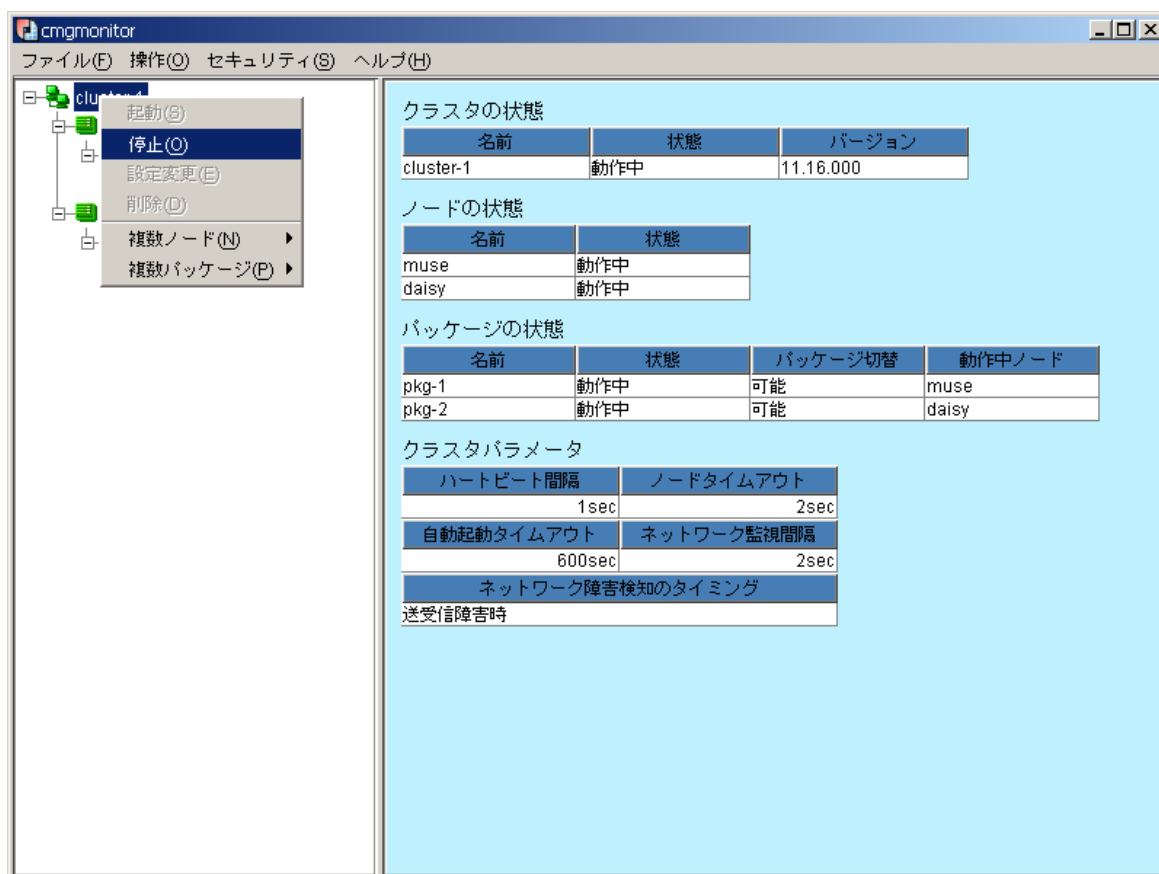 cmgmonitor
ファイル(F) 操作(O) セキュリティ(S) ヘルプ(H)
起動(S)
停止(O)
設定変更(E)
削除(D)
複数ノード(N)
複数パッケージ(P)
クラスタの状態
名前 状態 バージョン
cluster-1 動作中 11.16.000
ノードの状態
名前 状態
muse 動作中
daisy 動作中
パッケージの状態
名前 状態 パッケージ切替 動作中ノード
pkg-1 動作中 可能 muse
pkg-2 動作中 可能 daisy
クラスタパラメータ
ハートビート間隔 ノードタイムアウト
1sec 2sec
自動起動タイムアウト ネットワーク監視間隔
600sec 2sec
ネットワーク障害検知のタイミング
送受信障害時